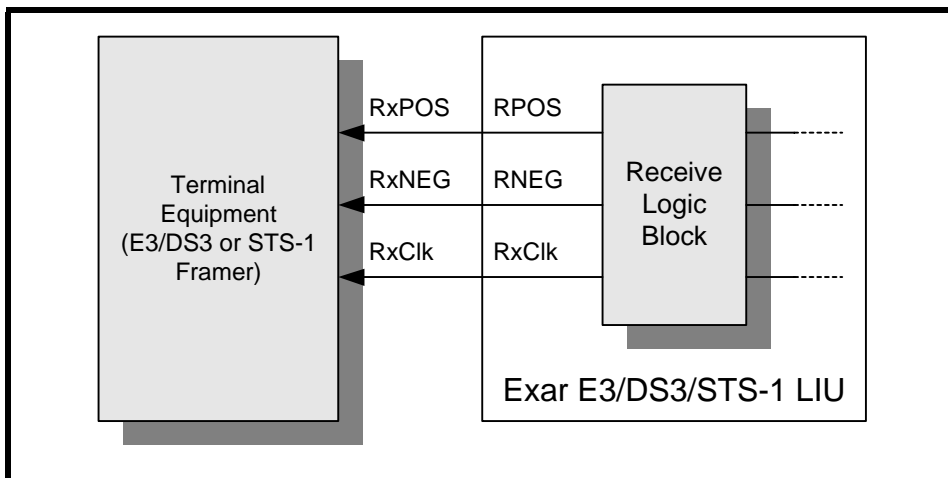 RxPOS
RPOS
RxNEG
RNEG
RxClk
RxClk
Terminal
Equipment
(E3/DS3 or STS-1
Framer)
Receive
Logic
Block
Exar E3/DS3/STS-1 LIU